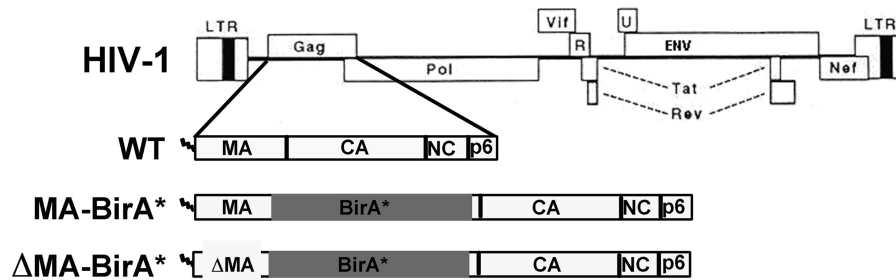 LTR Vif U LTR
HIV-1 Gag R ENV
Pol Tat Nef
Rev
WT MA CA NC p6
MA-BirA* MA BirA* CA NC p6
ΔMA-BirA* ΔMA BirA* CA NC p6